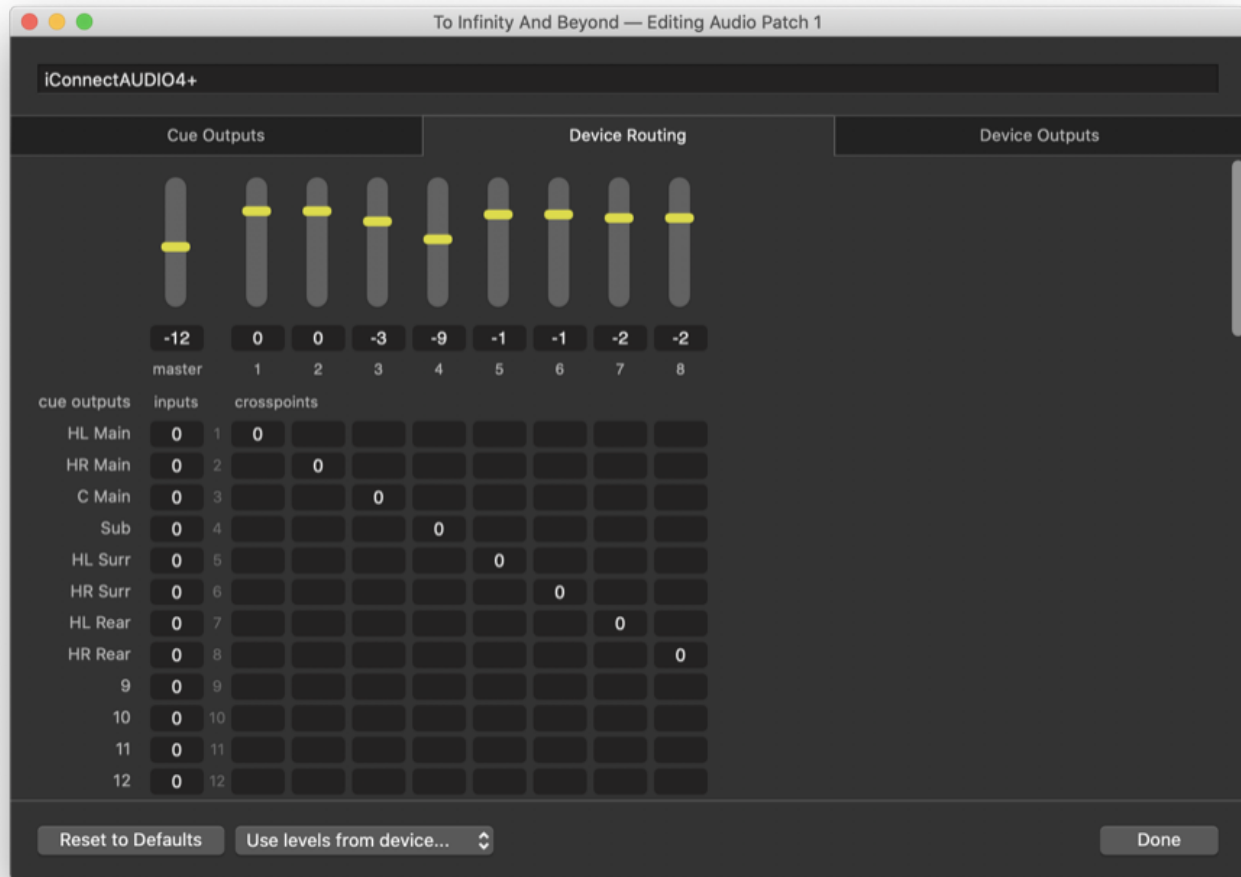 To Infinity And Beyond — Editing Audio Patch 1
iConnectAUDIO4+
Cue Outputs Device Routing Device Outputs
-12 0 0 -3 -9 -1 -1 -2 -2
master 1 2 3 4 5 6 7 8
cue outputs inputs crosspoints
HL Main 0 1 0
HR Main 0 2 0
C Main 0 3 0
Sub 0 4 0
HL Surr 0 5 0
HR Surr 0 6 0
HL Rear 0 7 0
HR Rear 0 8 0
9 0 9
10 0 10
11 0 11
12 0 12
Reset to Defaults Use levels from device... Done